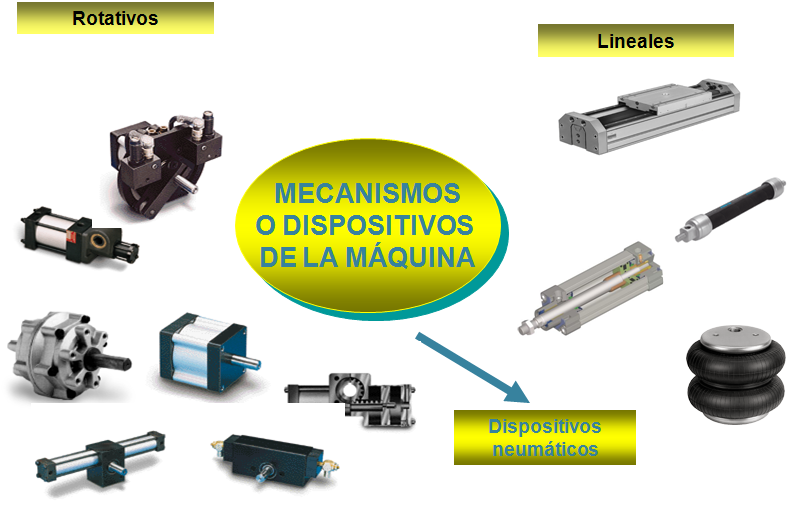 Rotativos
Lineales
MECANISMOS
O DISPOSITIVOS
DE LA MÁQUINA
Dispositivos
neumáticos